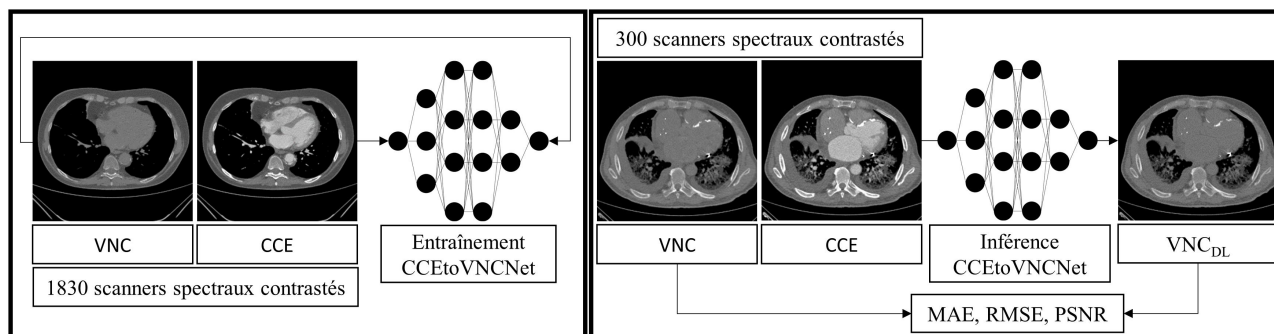 VNC
CCE
Entraînement
CCEtoVNCNet
1830 scanners spectraux contrastés
300 scanners spectraux contrastés
VNC
CCE
Inférence
CCEtoVNCNet
VNC_DL
MAE, RMSE, PSNR